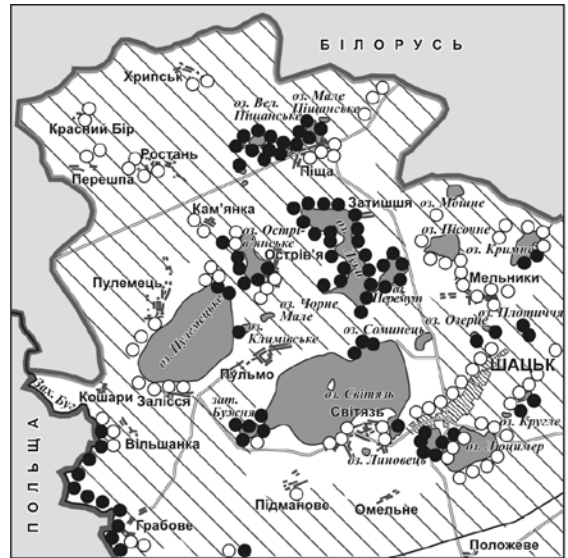 БІЛОРУСЬ
Хрипськ
оз. Мале
Піщанське
оз. Вел.
Піщанське
Красний Бір
Ростань
Перешпа
Піща
Затишшя
оз. Мошне
Кам'янка
оз. Острі-
в'янське
оз. Луки
оз. Пісочне
оз. Кримне
Острів'я
Пулемець
оз. Перемут
Мельники
оз. Чорне
Мале
оз. Плотиччя
оз. Озерце
оз. Соминець
оз. Климівське
оз. Пулемецьке
ШАЦЬК
Пульмо
Зах. Буг
Кошари
Залісся
зат.
Бужня
оз. Світязь
Світязь
оз. Кругле
Вільшанка
оз. Люцимер
оз. Линовець
ПОЛЬЩА
Підманове
Омельне
Грабове
Положеве